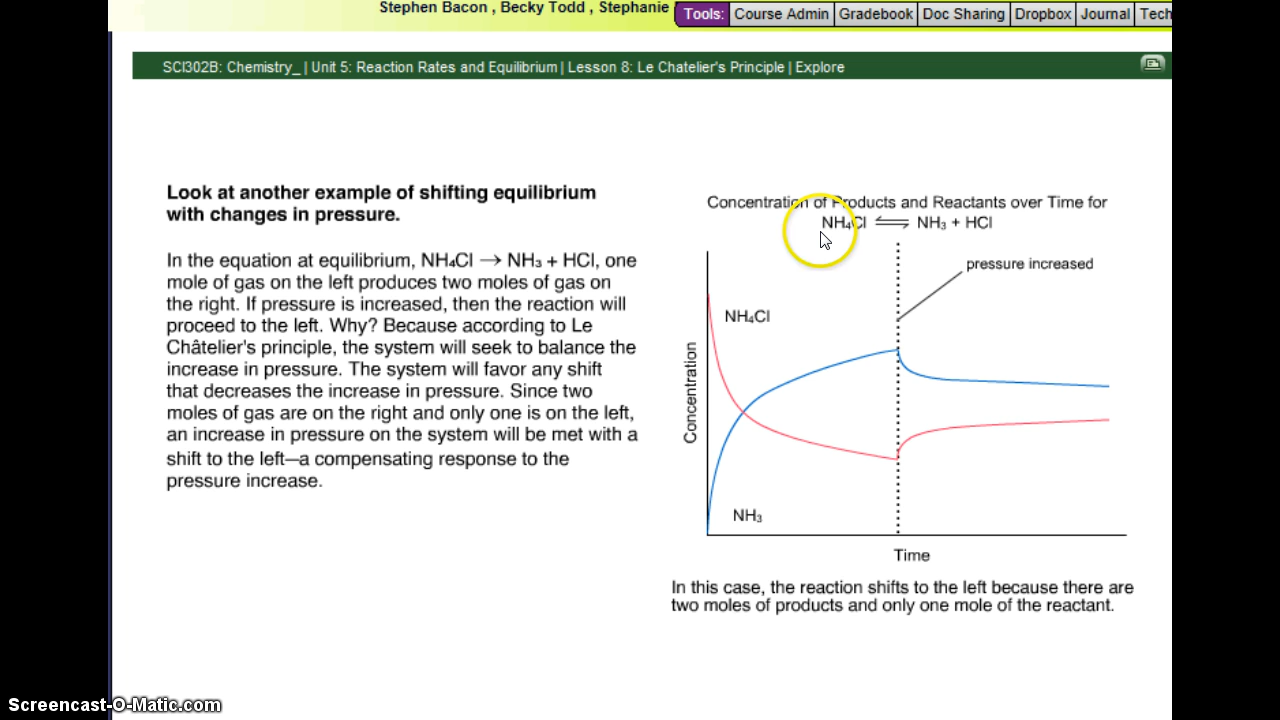 Stephen Bacon , Becky Todd , Stephanie
Tools: Course Admin Gradebook Doc Sharing Dropbox Journal Tech
SCI302B: Chemistry_ | Unit 5: Reaction Rates and Equilibrium | Lesson 8: Le Chatelier's Principle | Explore
Look at another example of shifting equilibrium
with changes in pressure.
In the equation at equilibrium, NH₄Cl → NH₃ + HCl, one
mole of gas on the left produces two moles of gas on
the right. If pressure is increased, then the reaction will
proceed to the left. Why? Because according to Le
Châtelier's principle, the system will seek to balance the
increase in pressure. The system will favor any shift
that decreases the increase in pressure. Since two
moles of gas are on the right and only one is on the left,
an increase in pressure on the system will be met with a
shift to the left—a compensating response to the
pressure increase.
Concentration of Products and Reactants over Time for
NH₄Cl ⇌ NH₃ + HCl
pressure increased
NH₄Cl
Concentration
NH₃
Time
In this case, the reaction shifts to the left because there are
two moles of products and only one mole of the reactant.
Screencast-O-Matic.com